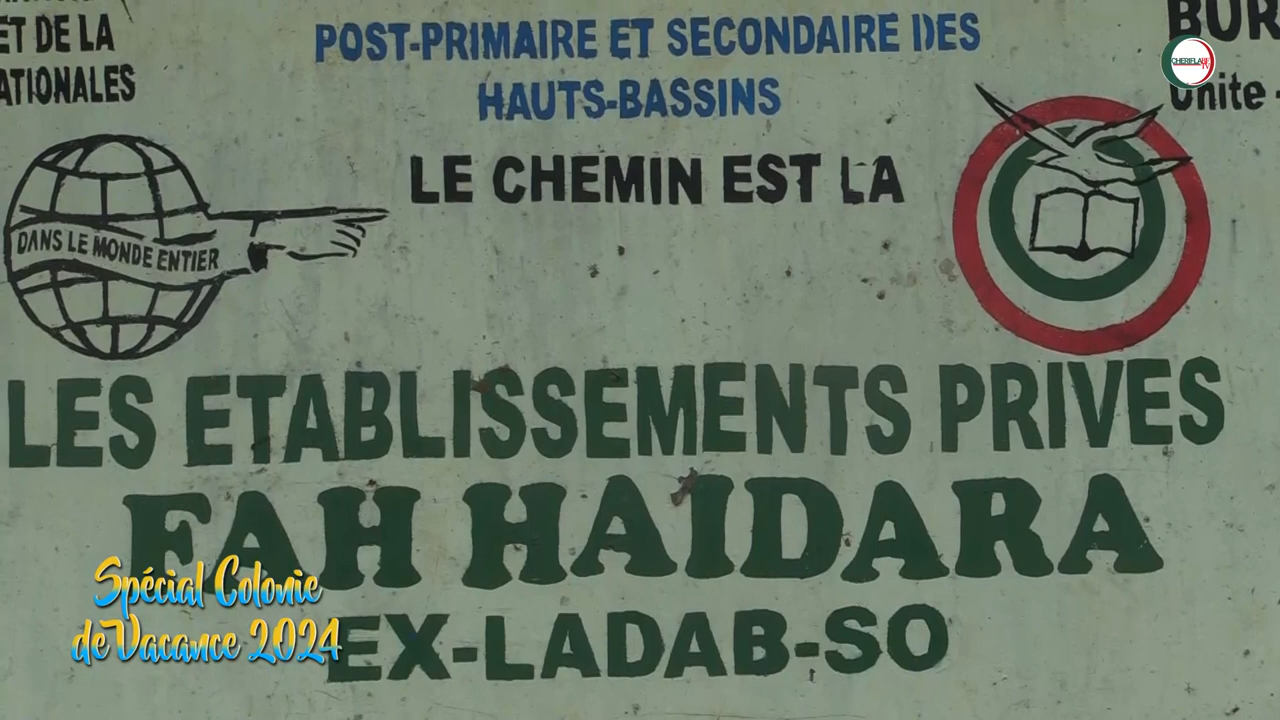 ET DE LA
ATIONALES
POST-PRIMAIRE ET SECONDAIRE DES
HAUTS-BASSINS
BUR
Unite -
LE CHEMIN EST LA
DANS LE MONDE ENTIER
LES ETABLISSEMENTS PRIVES
FAH HAIDARA
EX-LADAB-SO
Spécial Colonie
de Vacance 2024